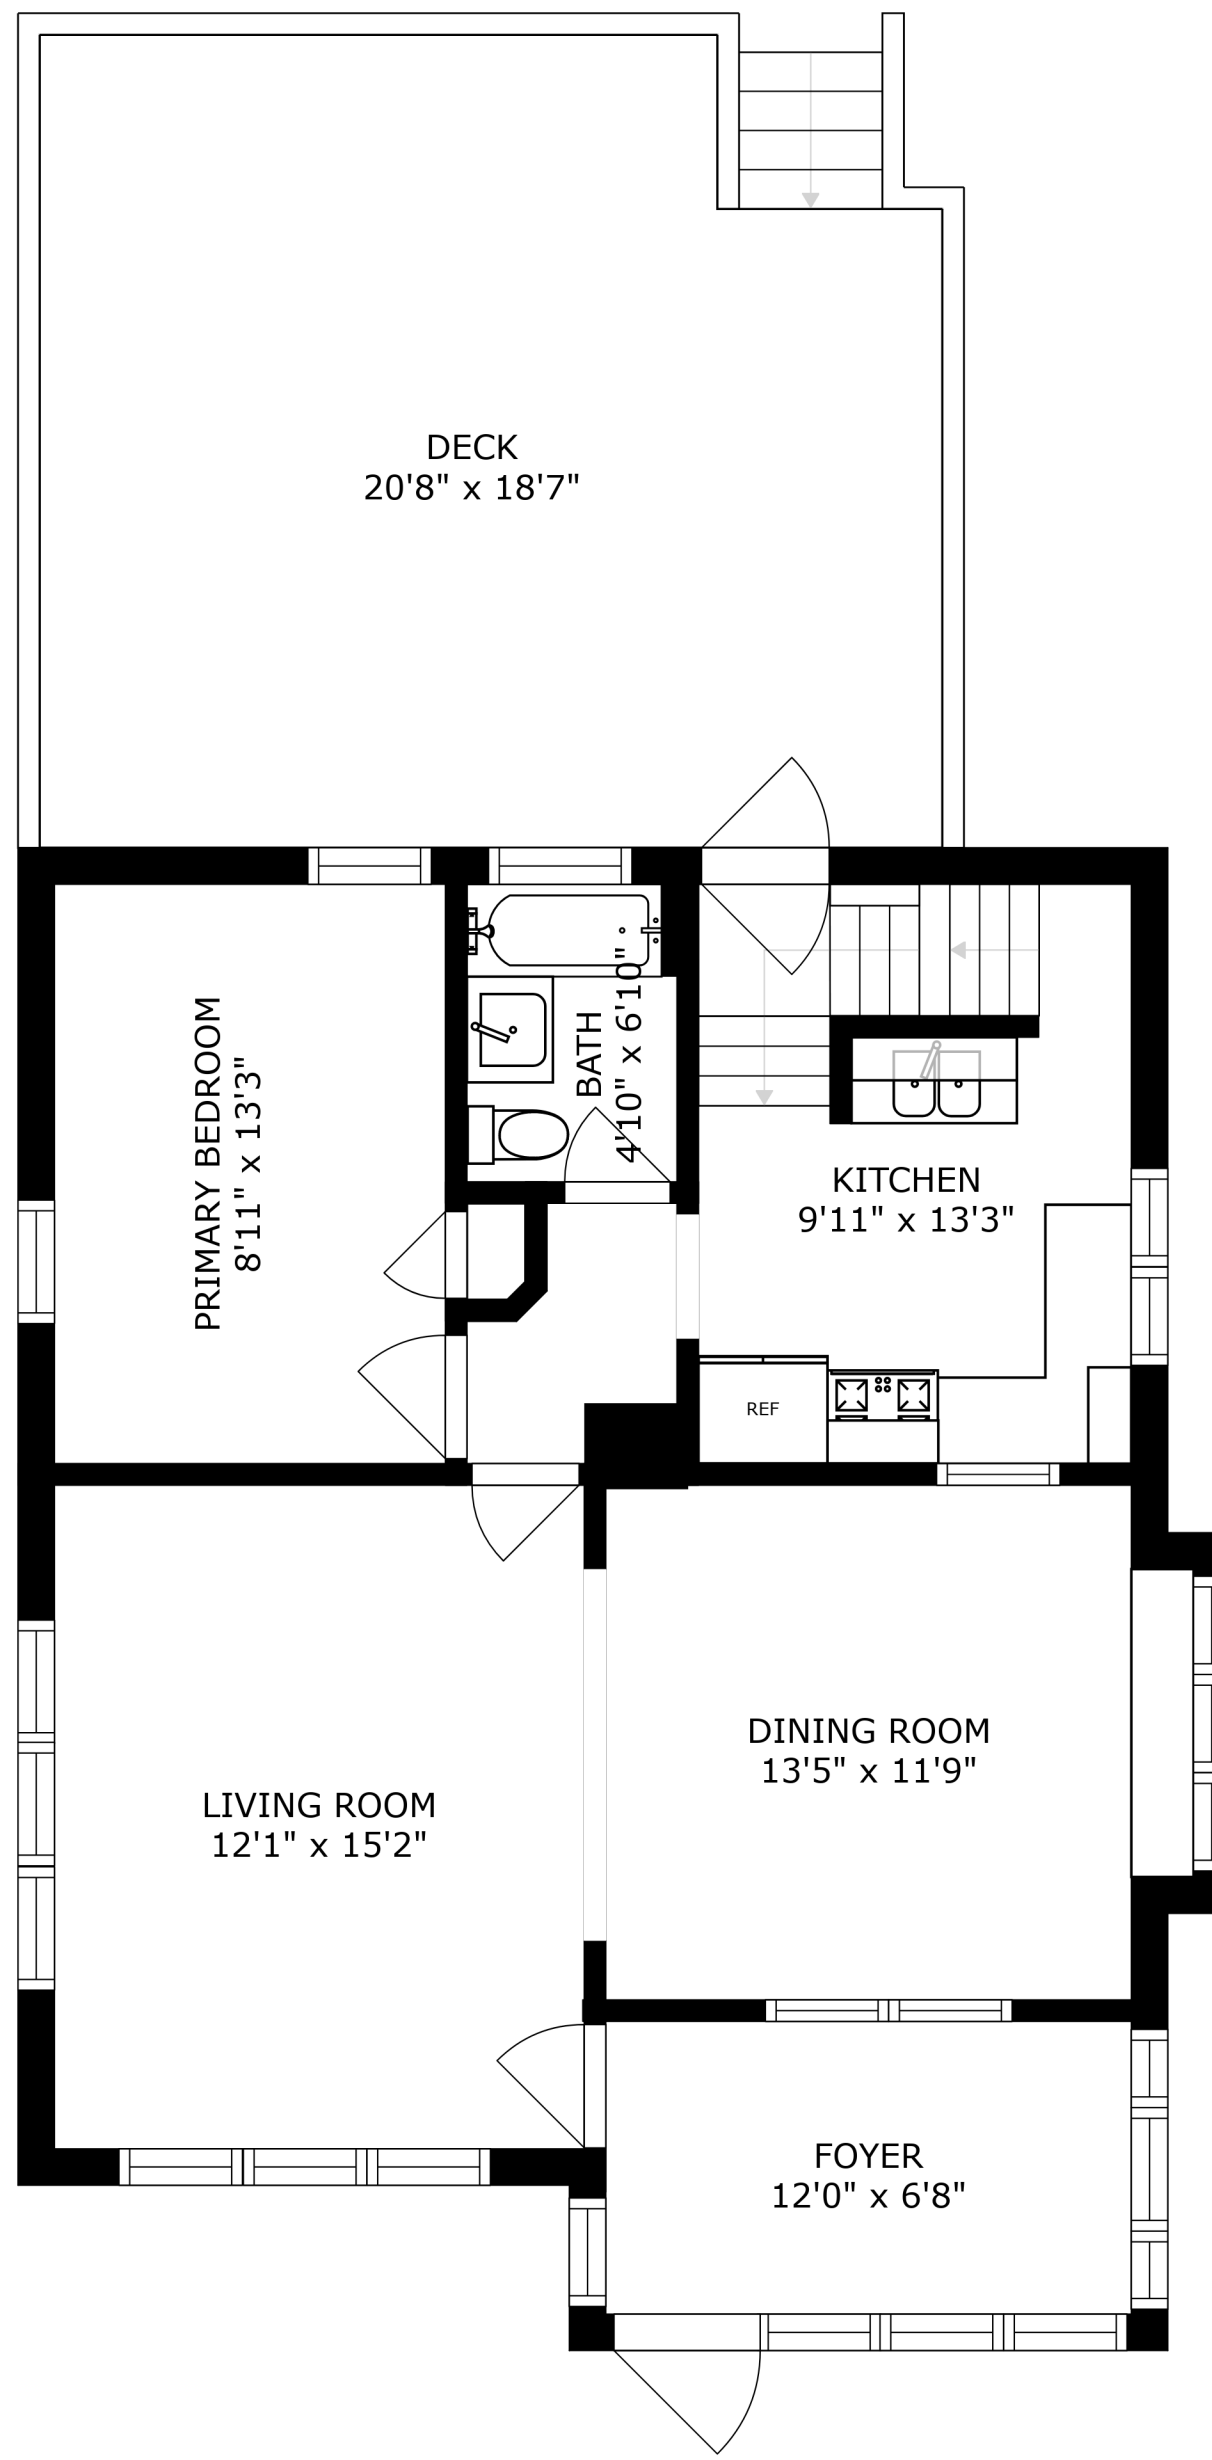 DECK
20'8" x 18'7"
PRIMARY BEDROOM
8'11" x 13'3"
BATH
4'10" x 6'10"
KITCHEN
9'11" x 13'3"
REF
DINING ROOM
13'5" x 11'9"
LIVING ROOM
12'1" x 15'2"
FOYER
12'0" x 6'8"